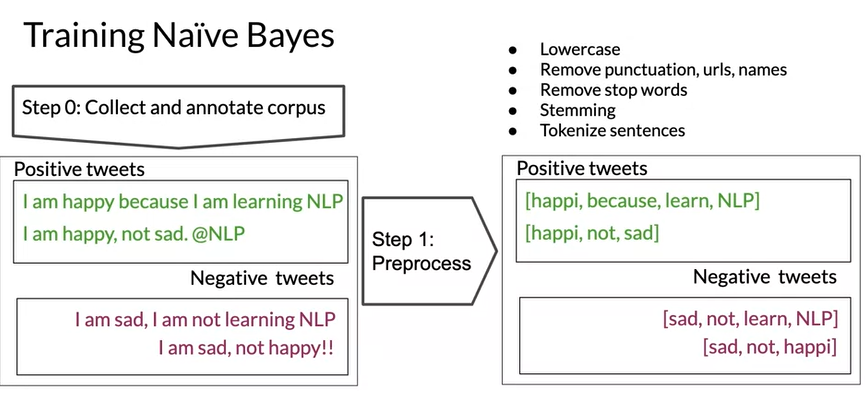 Training Naïve Bayes
Step 0: Collect and annotate corpus
● Lowercase
● Remove punctuation, urls, names
● Remove stop words
● Stemming
● Tokenize sentences
Positive tweets
I am happy because I am learning NLP
I am happy, not sad. @NLP
Negative tweets
I am sad, I am not learning NLP
I am sad, not happy!!
Step 1:
Preprocess
Positive tweets
[happi, because, learn, NLP]
[happi, not, sad]
Negative tweets
[sad, not, learn, NLP]
[sad, not, happi]